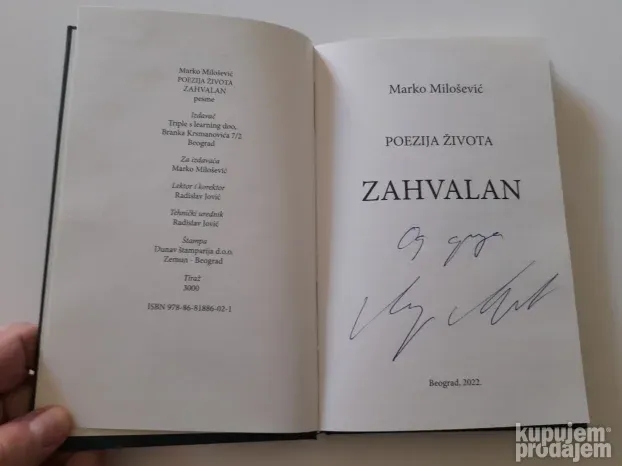 Marko Milošević
POEZIJA ŽIVOTA
ZAHVALAN
pesme
Izdavač
Triple s learning doo,
Branka Krsmanovića 7/2
Beograd
Za izdavača
Marko Milošević
Lektor i korektor
Radislav Jović
Tehnički urednik
Radislav Jović
Štampa
Dunav štamparija d.o.o.
Zemun - Beograd
Tiraž
3000
ISBN 978-86-81886-02-1
Marko Milošević
POEZIJA ŽIVOTA
ZAHVALAN
Од срца
Beograd, 2022.
kupujem
prodajem